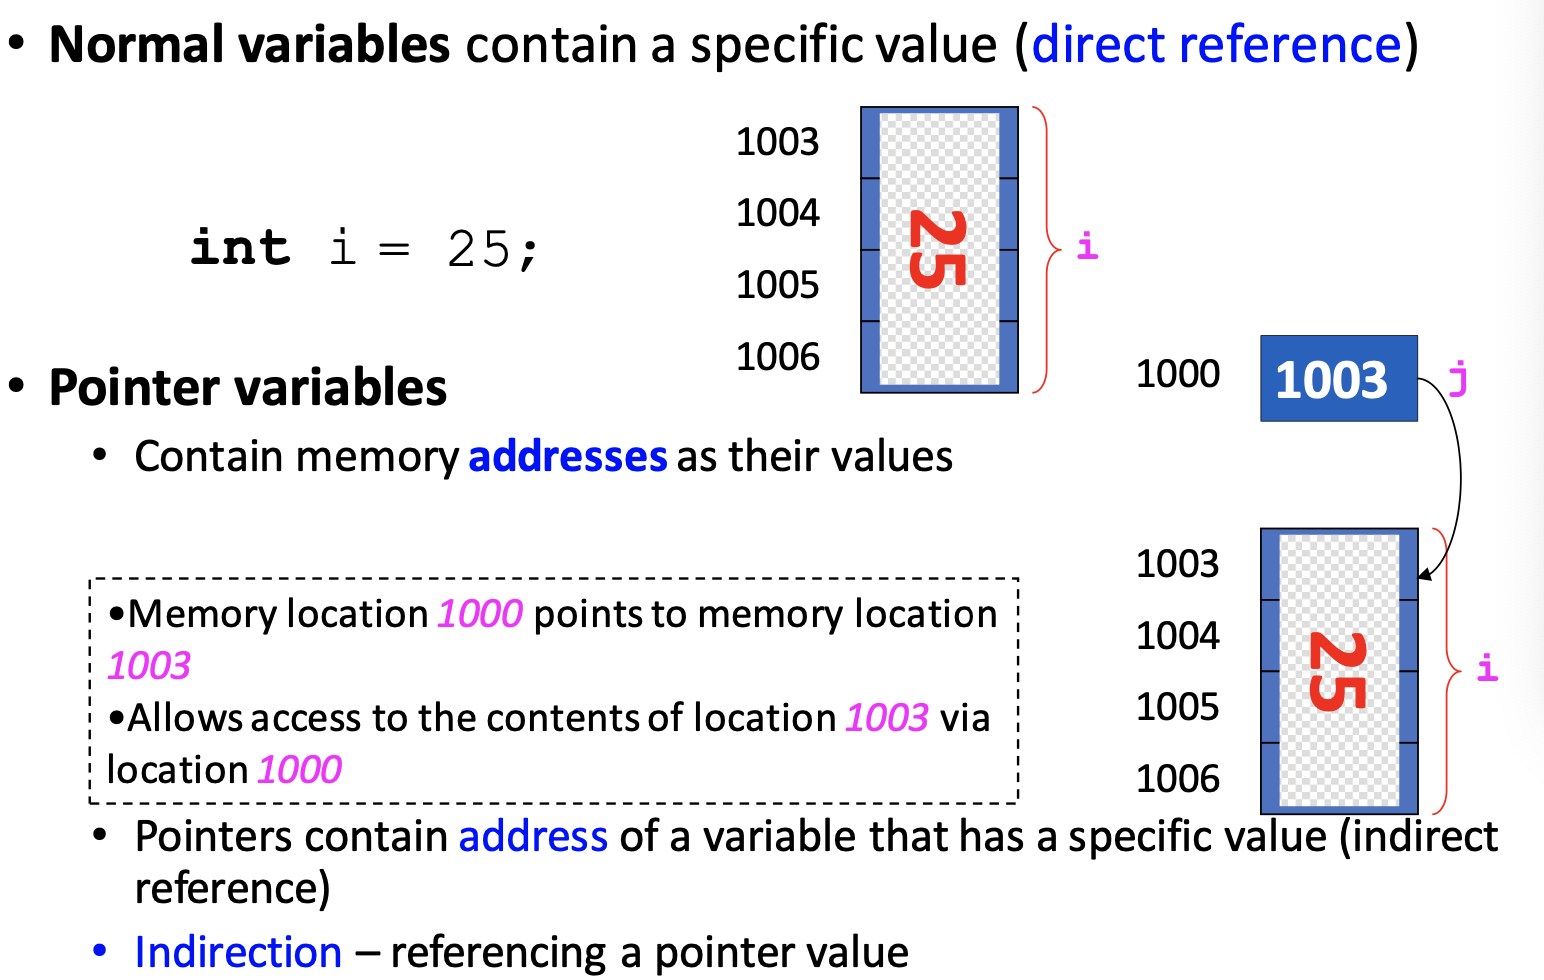 • Normal variables contain a specific value (direct reference)
1003
1004
1005
1006
25
i
int i = 25;
• Pointer variables
• Contain memory addresses as their values
1000
1003
j
1003
1004
1005
1006
25
i
•Memory location 1000 points to memory location
1003
•Allows access to the contents of location 1003 via
location 1000
• Pointers contain address of a variable that has a specific value (indirect
reference)
• Indirection – referencing a pointer value